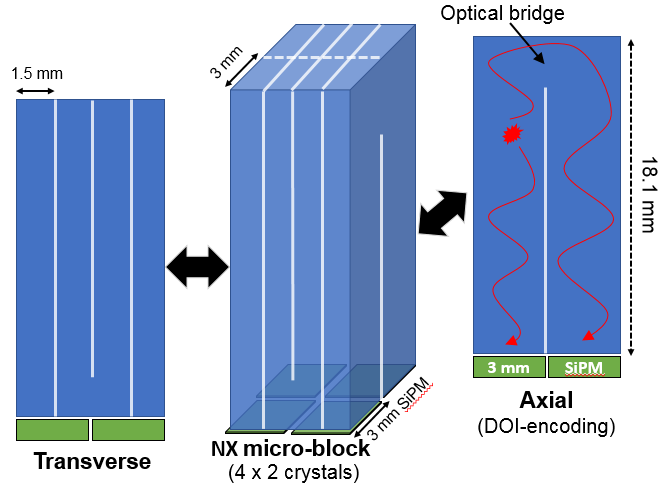 Optical bridge
1.5 mm
3 mm
18.1 mm
3 mm SiPM
3 mm SiPM
Transverse
NX micro-block
(4 x 2 crystals)
Axial
(DOI-encoding)